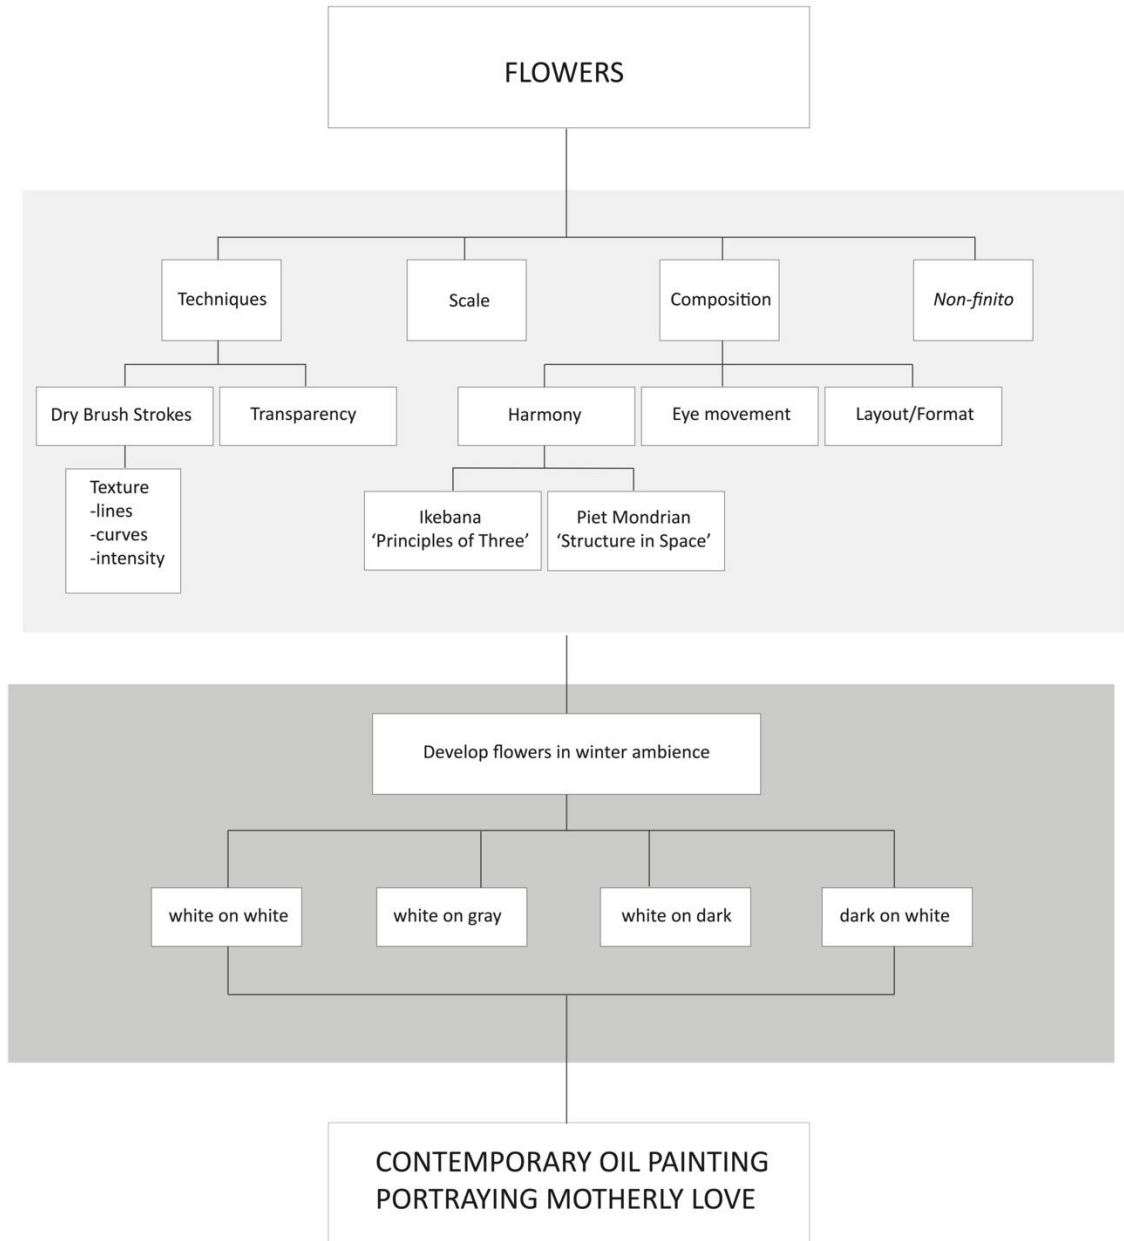 FLOWERS
Techniques
Scale
Composition
Non-finito
Dry Brush Strokes
Transparency
Harmony
Eye movement
Layout/Format
Texture
-lines
-curves
-intensity
Ikebana
‘Principles of Three’
Piet Mondrian
‘Structure in Space’
Develop flowers in winter ambience
white on white
white on gray
white on dark
dark on white
CONTEMPORARY OIL PAINTING
PORTRAYING MOTHERLY LOVE